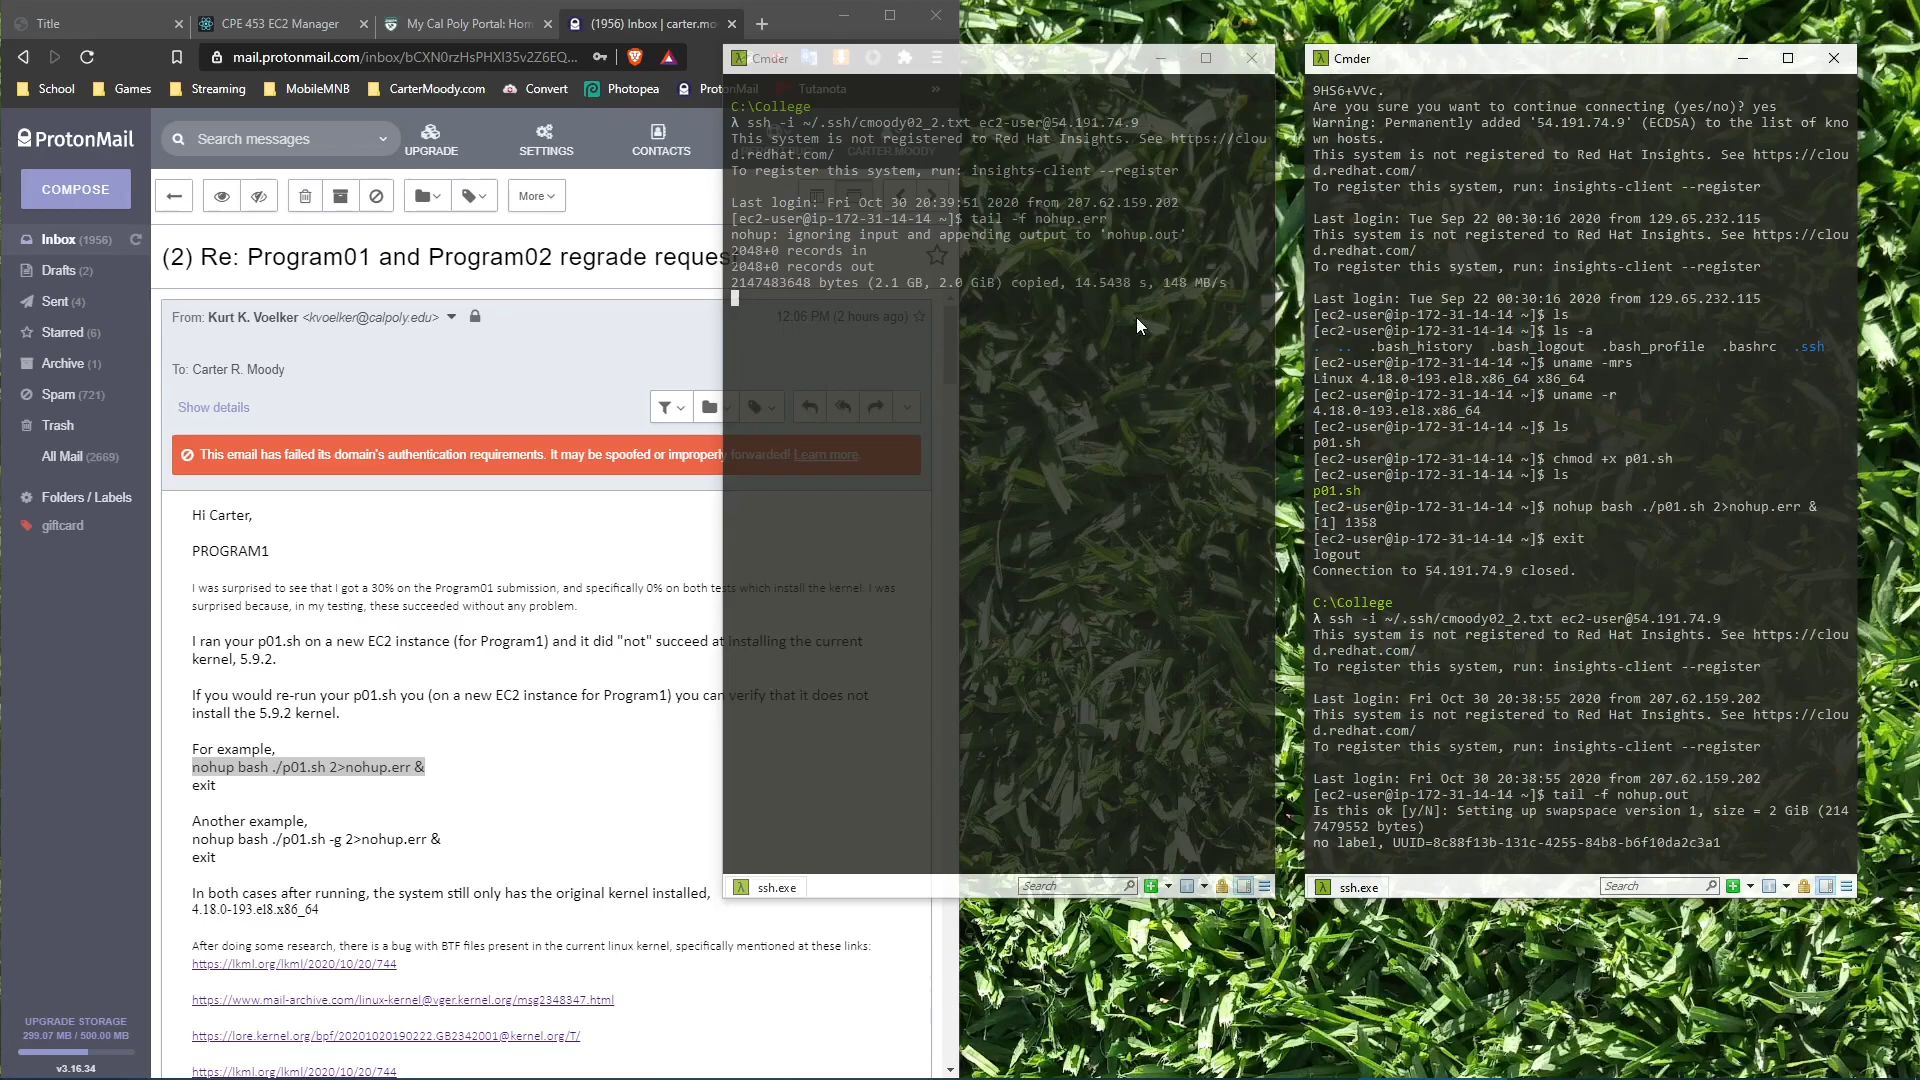 Title
CPE 453 EC2 Manager
My Cal Poly Portal: Hom
(1956) Inbox | carter.mo
mail.protonmail.com/inbox/bCXN0rzHsPHXI35v2Z6EQ...
School
Games
Streaming
MobileMNB
CarterMoody.com
Convert
Photopea
ProtonMail
Tutanota
»
ProtonMail
Search messages
UPGRADE
SETTINGS
CONTACTS
CARTER.MOODY
COMPOSE
More
Inbox (1956)
Drafts (2)
Sent (4)
Starred (6)
Archive (1)
Spam (721)
Trash
All Mail (2669)
Folders / Labels
giftcard
UPGRADE STORAGE
299.07 MB / 500.00 MB
v3.16.34
(2) Re: Program01 and Program02 regrade reques
From: Kurt K. Voelker <kvoelker@calpoly.edu>
12:06 PM (2 hours ago)
To: Carter R. Moody
Show details
This email has failed its domain's authentication requirements. It may be spoofed or improperly forwarded! Learn more.
Hi Carter,
PROGRAM1
I was surprised to see that I got a 30% on the Program01 submission, and specifically 0% on both tests which install the kernel. I was
surprised because, in my testing, these succeeded without any problem.
I ran your p01.sh on a new EC2 instance (for Program1) and it did "not" succeed at installing the current
kernel, 5.9.2.
If you would re-run your p01.sh you (on a new EC2 instance for Program1) you can verify that it does not
install the 5.9.2 kernel.
For example,
nohup bash ./p01.sh 2>nohup.err &
exit
Another example,
nohup bash ./p01.sh -g 2>nohup.err &
exit
In both cases after running, the system still only has the original kernel installed,
4.18.0-193.el8.x86_64
After doing some research, there is a bug with BTF files present in the current linux kernel, specifically mentioned at these links:
https://lkml.org/lkml/2020/10/20/744
https://www.mail-archive.com/linux-kernel@vger.kernel.org/msg2348347.html
https://lore.kernel.org/bpf/20201020190222.GB2342001@kernel.org/T/
https://lkml.org/lkml/2020/10/20/744
Cmder
C:\College
λ ssh -i ~/.ssh/cmoody02_2.txt ec2-user@54.191.74.9
This system is not registered to Red Hat Insights. See https://clou
d.redhat.com/
To register this system, run: insights-client --register
Last login: Fri Oct 30 20:39:51 2020 from 207.62.159.202
[ec2-user@ip-172-31-14-14 ~]$ tail -f nohup.err
nohup: ignoring input and appending output to 'nohup.out'
2048+0 records in
2048+0 records out
2147483648 bytes (2.1 GB, 2.0 GiB) copied, 14.5438 s, 148 MB/s
ssh.exe
Search
Cmder
9HS6+VVc.
Are you sure you want to continue connecting (yes/no)? yes
Warning: Permanently added '54.191.74.9' (ECDSA) to the list of kno
wn hosts.
This system is not registered to Red Hat Insights. See https://clou
d.redhat.com/
To register this system, run: insights-client --register
Last login: Tue Sep 22 00:30:16 2020 from 129.65.232.115
This system is not registered to Red Hat Insights. See https://clou
d.redhat.com/
To register this system, run: insights-client --register
Last login: Tue Sep 22 00:30:16 2020 from 129.65.232.115
[ec2-user@ip-172-31-14-14 ~]$ ls
[ec2-user@ip-172-31-14-14 ~]$ ls -a
. .. .bash_history .bash_logout .bash_profile .bashrc .ssh
[ec2-user@ip-172-31-14-14 ~]$ uname -mrs
Linux 4.18.0-193.el8.x86_64 x86_64
[ec2-user@ip-172-31-14-14 ~]$ uname -r
4.18.0-193.el8.x86_64
[ec2-user@ip-172-31-14-14 ~]$ ls
p01.sh
[ec2-user@ip-172-31-14-14 ~]$ chmod +x p01.sh
[ec2-user@ip-172-31-14-14 ~]$ ls
p01.sh
[ec2-user@ip-172-31-14-14 ~]$ nohup bash ./p01.sh 2>nohup.err &
[1] 1358
[ec2-user@ip-172-31-14-14 ~]$ exit
logout
Connection to 54.191.74.9 closed.
C:\College
λ ssh -i ~/.ssh/cmoody02_2.txt ec2-user@54.191.74.9
This system is not registered to Red Hat Insights. See https://clou
d.redhat.com/
To register this system, run: insights-client --register
Last login: Fri Oct 30 20:38:55 2020 from 207.62.159.202
This system is not registered to Red Hat Insights. See https://clou
d.redhat.com/
To register this system, run: insights-client --register
Last login: Fri Oct 30 20:38:55 2020 from 207.62.159.202
[ec2-user@ip-172-31-14-14 ~]$ tail -f nohup.out
Is this ok [y/N]: Setting up swapspace version 1, size = 2 GiB (214
7479552 bytes)
no label, UUID=8c88f13b-131c-4255-84b8-b6f10da2c3a1
ssh.exe
Search